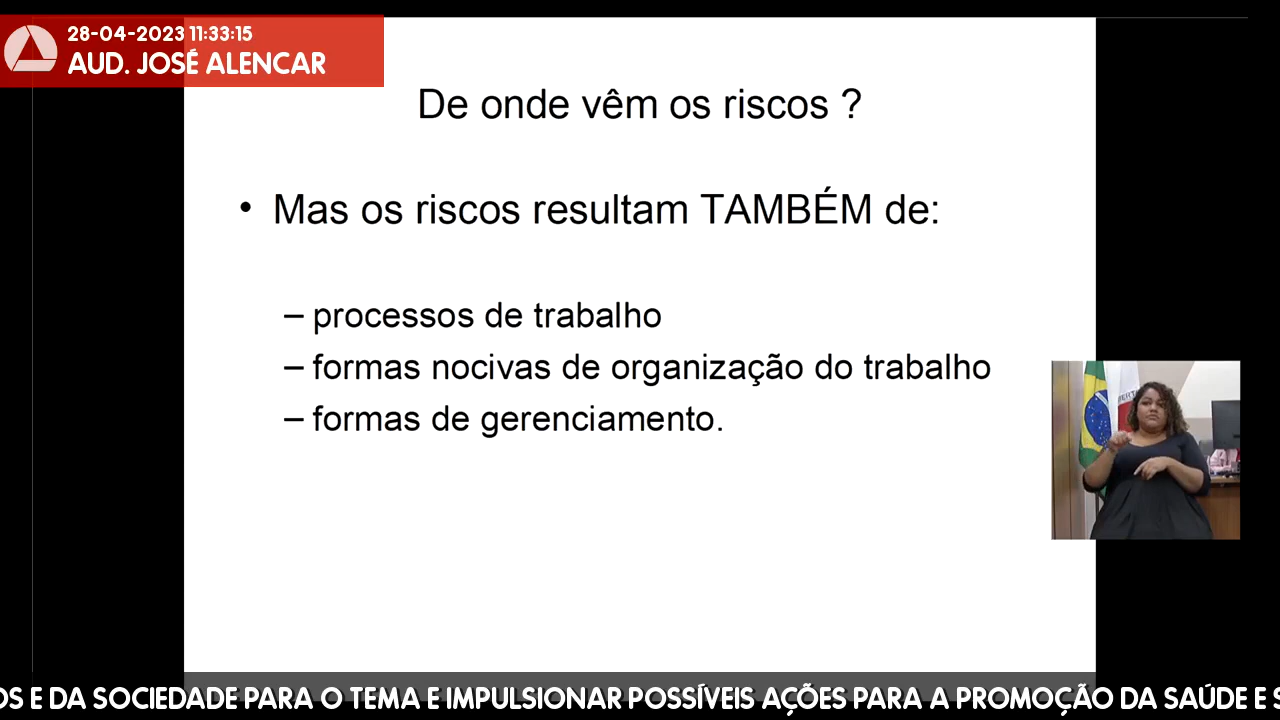 28-04-2023 11:33:15
AUD. JOSÉ ALENCAR
De onde vêm os riscos ?
• Mas os riscos resultam TAMBÉM de:
– processos de trabalho
– formas nocivas de organização do trabalho
– formas de gerenciamento.
OS E DA SOCIEDADE PARA O TEMA E IMPULSIONAR POSSÍVEIS AÇÕES PARA A PROMOÇÃO DA SAÚDE E S